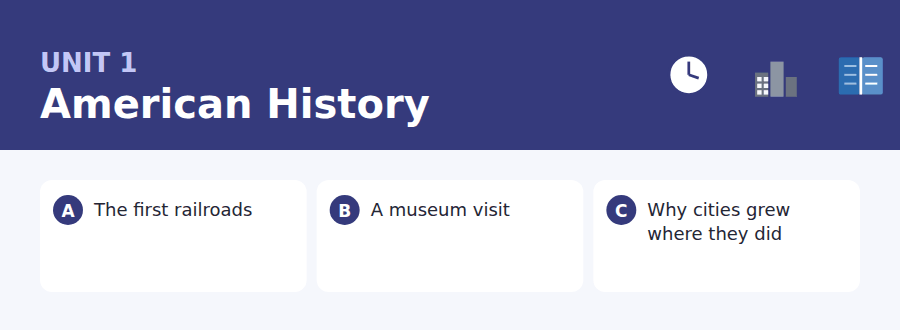 UNIT 1
American History
A The first railroads
B A museum visit
C Why cities grew
where they did